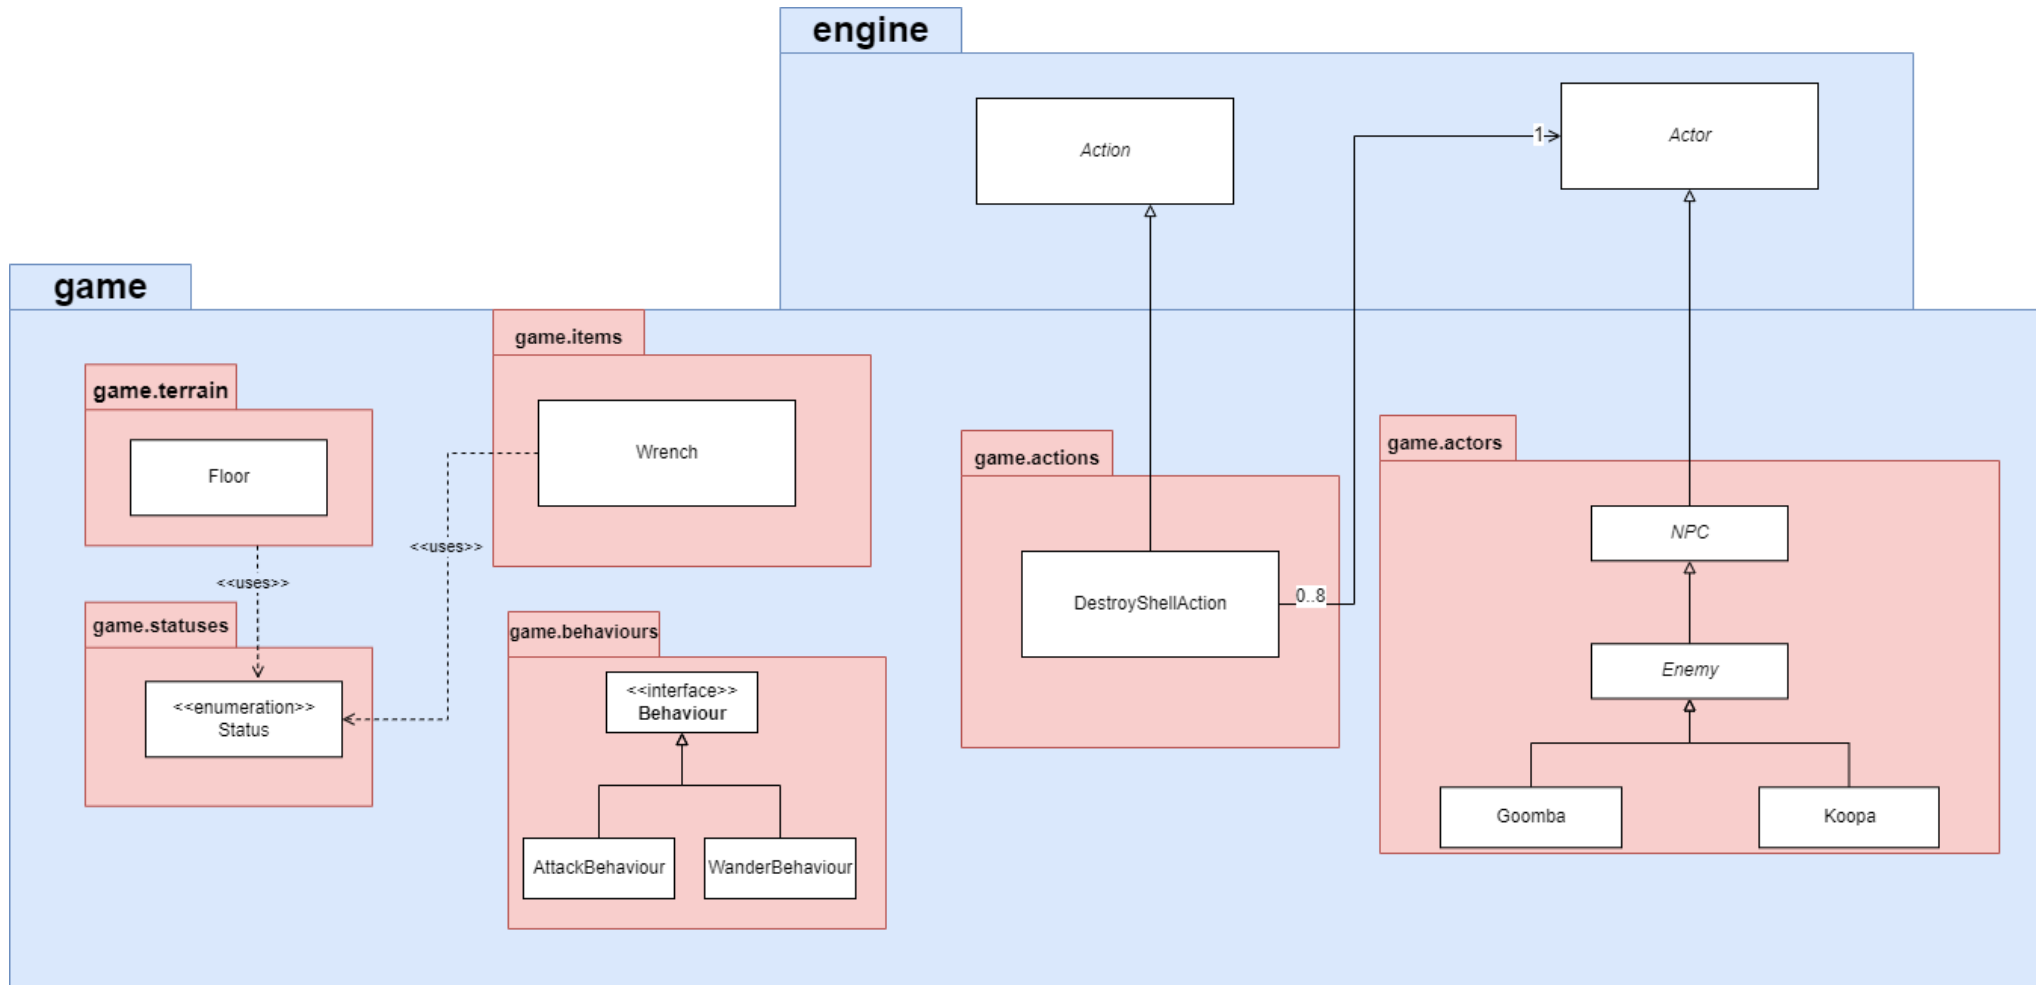 engine
Action
1
Actor
game
game.items
game.terrain
Wrench
Floor
<<uses>>
<<uses>>
game.statuses
<<enumeration>>
Status
game.behaviours
<<interface>>
Behaviour
AttackBehaviour
WanderBehaviour
game.actions
DestroyShellAction
0..8
game.actors
NPC
Enemy
Goomba
Koopa